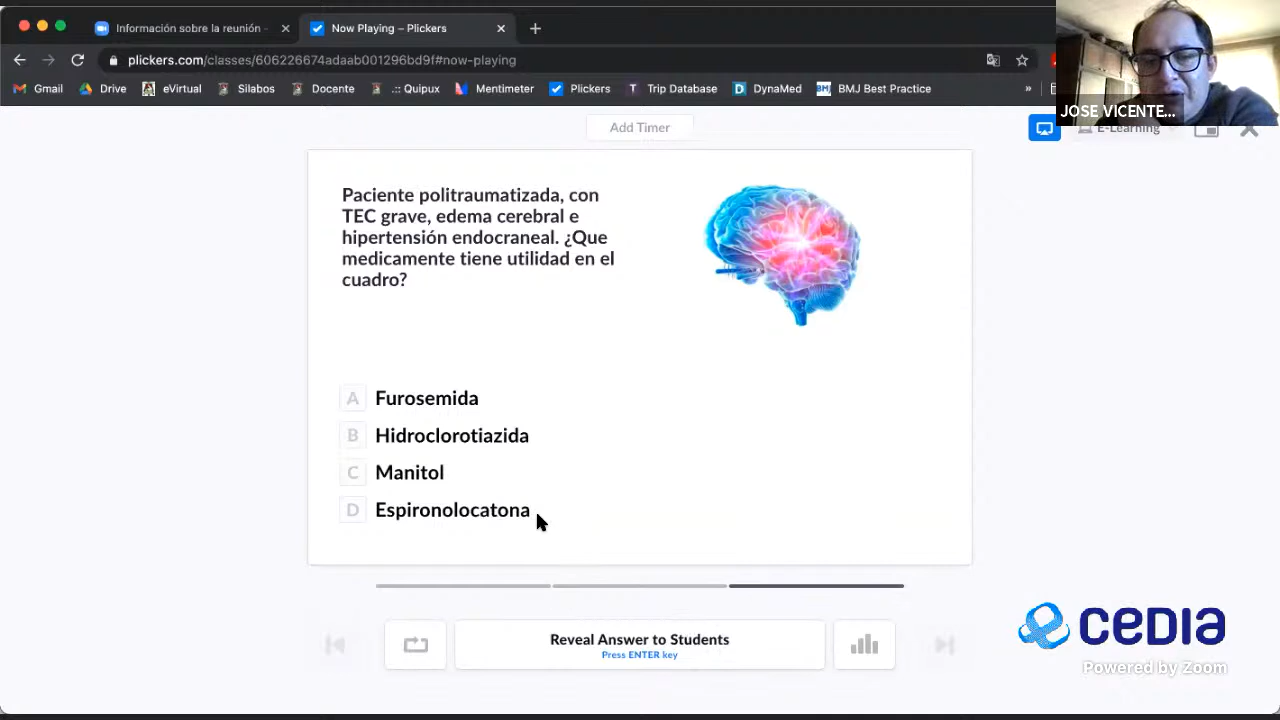 Información sobre la reunión -
Now Playing – Plickers
plickers.com/classes/606226674adaab001296bd9f#now-playing
Gmail
Drive
eVirtual
Silabos
Docente
.:: Quipux
Mentimeter
Plickers
T
Trip Database
D
DynaMed
BMJ
BMJ Best Practice
»
JOSE VICENTE...
Add Timer
E-Learning
Paciente politraumatizada, con
TEC grave, edema cerebral e
hipertensión endocraneal. ¿Que
medicamente tiene utilidad en el
cuadro?
A Furosemida
B Hidroclorotiazida
C Manitol
D Espironolocatona
Reveal Answer to Students
Press ENTER key
CEDIA
Powered by Zoom